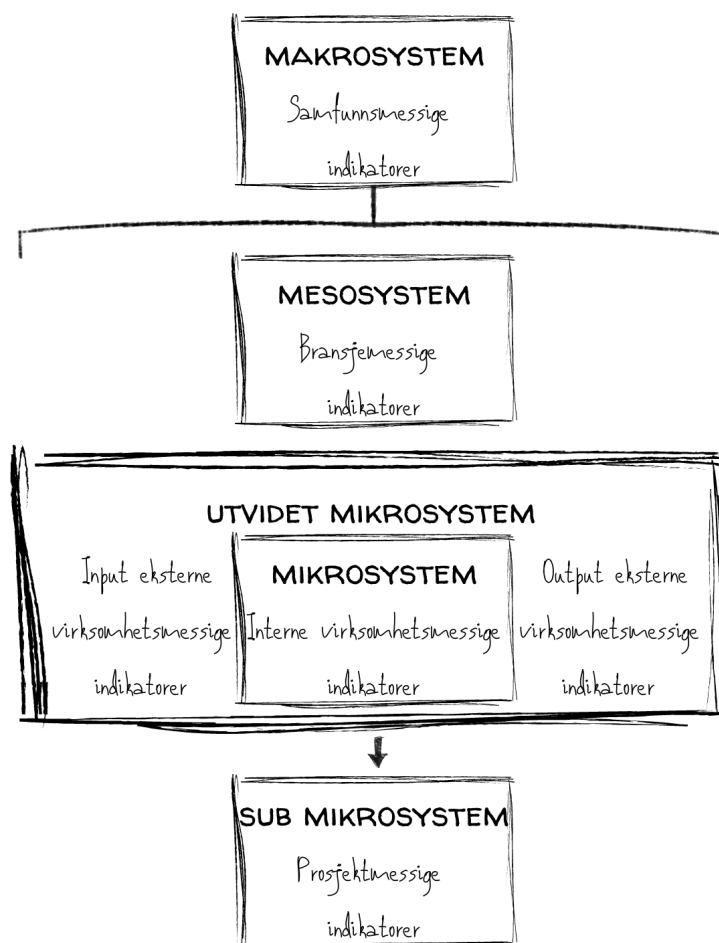 MAKROSYSTEM
Samfunnsmessige
indikatorer
MESOSYSTEM
Bransjemessige
indikatorer
UTVIDET MIKROSYSTEM
Input eksterne
virksomhetsmessige
indikatorer
MIKROSYSTEM
Interne virksomhetsmessige
indikatorer
Output eksterne
virksomhetsmessige
indikatorer
SUB MIKROSYSTEM
Prosjektmessige
indikatorer